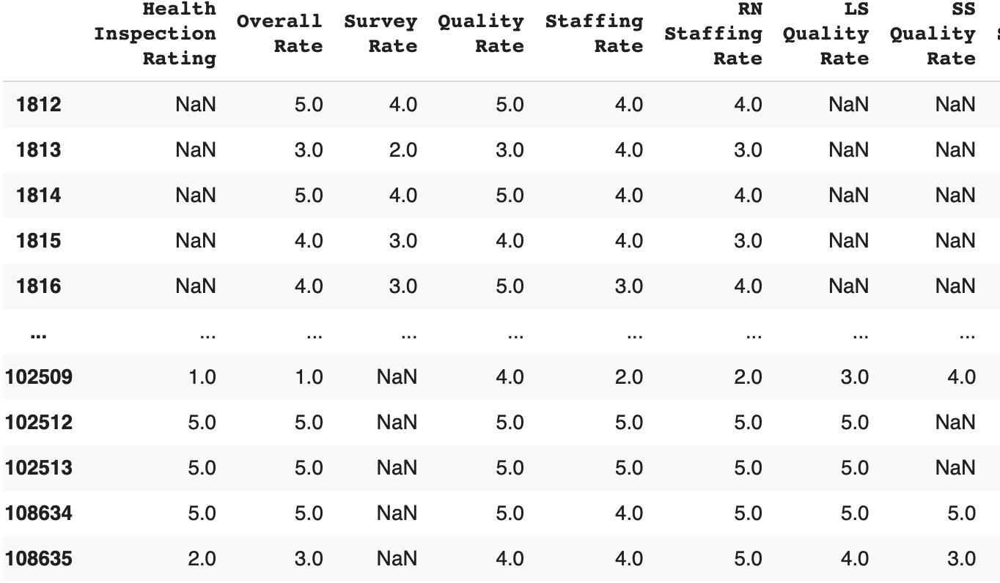 Health Inspection Rating Overall Rate Survey Rate Quality Rate Staffing Rate RN Staffing Rate LS Quality Rate SS Quality Rate
1812 NaN 5.0 4.0 5.0 4.0 4.0 NaN NaN
1813 NaN 3.0 2.0 3.0 4.0 3.0 NaN NaN
1814 NaN 5.0 4.0 5.0 4.0 4.0 NaN NaN
1815 NaN 4.0 3.0 4.0 4.0 3.0 NaN NaN
1816 NaN 4.0 3.0 5.0 3.0 4.0 NaN NaN
... ... ... ... ... ... ... ... ...
102509 1.0 1.0 NaN 4.0 2.0 2.0 3.0 4.0
102512 5.0 5.0 NaN 5.0 5.0 5.0 5.0 NaN
102513 5.0 5.0 NaN 5.0 5.0 5.0 5.0 NaN
108634 5.0 5.0 NaN 5.0 4.0 5.0 5.0 5.0
108635 2.0 3.0 NaN 4.0 4.0 5.0 4.0 3.0